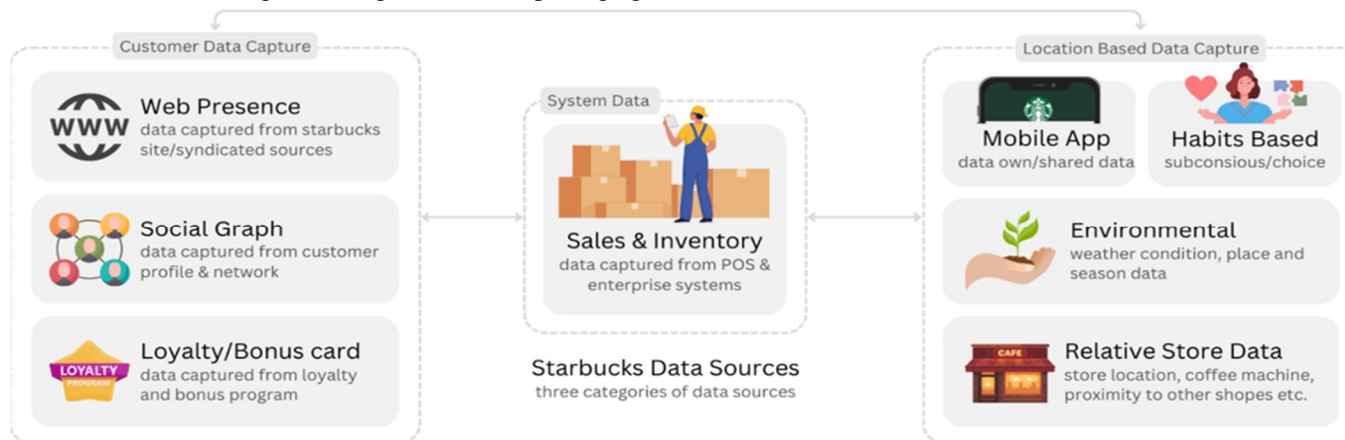 Customer Data Capture
WWW
Web Presence
data captured from starbucks
site/syndicated sources
Social Graph
data captured from customer
profile & network
LOYALTY
PROGRAM
Loyalty/Bonus card
data captured from loyalty
and bonus program
System Data
Sales & Inventory
data captured from POS &
enterprise systems
Starbucks Data Sources
three categories of data sources
Location Based Data Capture
Mobile App
data own/shared data
Habits Based
subconsious/choice
Environmental
weather condition, place and
season data
CAFE
Relative Store Data
store location, coffee machine,
proximity to other shopes etc.